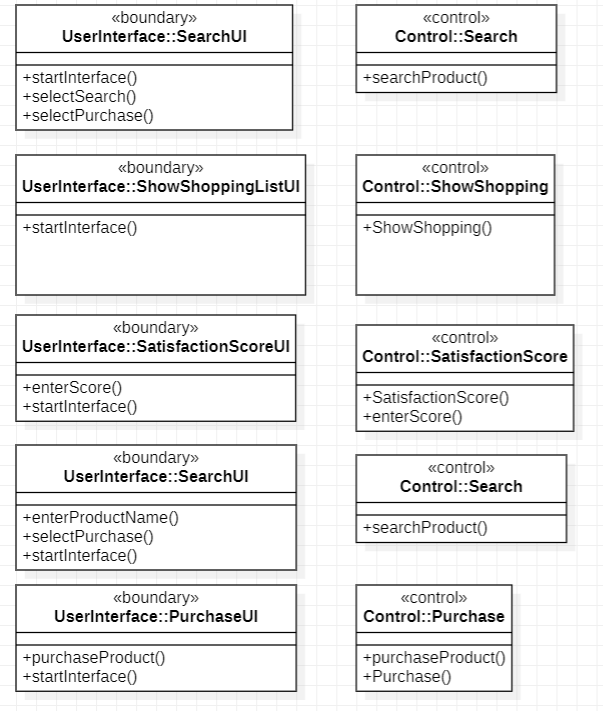 «boundary»
UserInterface::SearchUI
+startInterface()
+selectSearch()
+selectPurchase()
«control»
Control::Search
+searchProduct()
«boundary»
UserInterface::ShowShoppingListUI
+startInterface()
«control»
Control::ShowShopping
+ShowShopping()
«boundary»
UserInterface::SatisfactionScoreUI
+enterScore()
+startInterface()
«control»
Control::SatisfactionScore
+SatisfactionScore()
+enterScore()
«boundary»
UserInterface::SearchUI
+enterProductName()
+selectPurchase()
+startInterface()
«control»
Control::Search
+searchProduct()
«boundary»
UserInterface::PurchaseUI
+purchaseProduct()
+startInterface()
«control»
Control::Purchase
+purchaseProduct()
+Purchase()